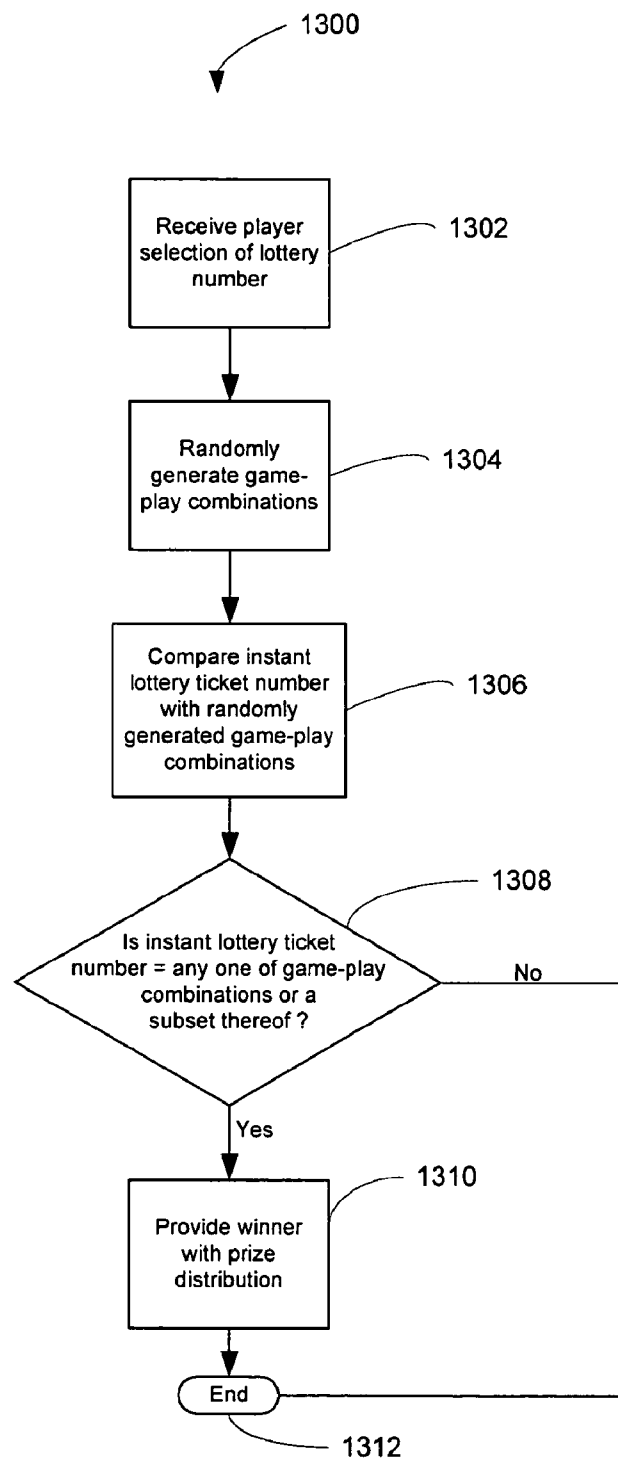 1300
Receive player
selection of lottery
number
1302
Randomly
generate game-
play combinations
1304
Compare instant
lottery ticket number
with randomly
generated game-play
combinations
1306
1308
Is instant lottery ticket
number = any one of game-play
combinations or a
subset thereof ?
No
Yes
1310
Provide winner
with prize
distribution
End
1312